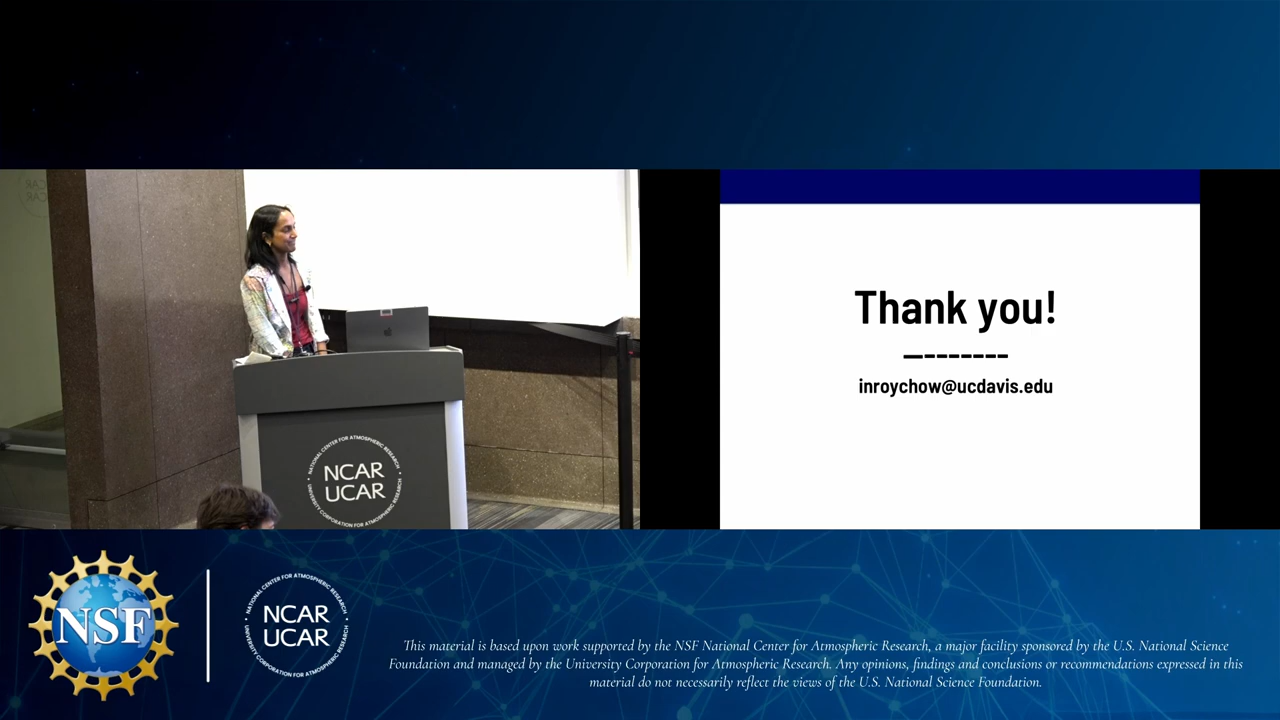 NATIONAL CENTER FOR ATMOSPHERIC RESEARCH
NCAR
UCAR
UNIVERSITY CORPORATION FOR ATMOSPHERIC RESEARCH
Thank you!
inroychow@ucdavis.edu
NSF
NATIONAL CENTER FOR ATMOSPHERIC RESEARCH
NCAR
UCAR
UNIVERSITY CORPORATION FOR ATMOSPHERIC RESEARCH
This material is based upon work supported by the NSF National Center for Atmospheric Research, a major facility sponsored by the U.S. National Science
Foundation and managed by the University Corporation for Atmospheric Research. Any opinions, findings and conclusions or recommendations expressed in this
material do not necessarily reflect the views of the U.S. National Science Foundation.